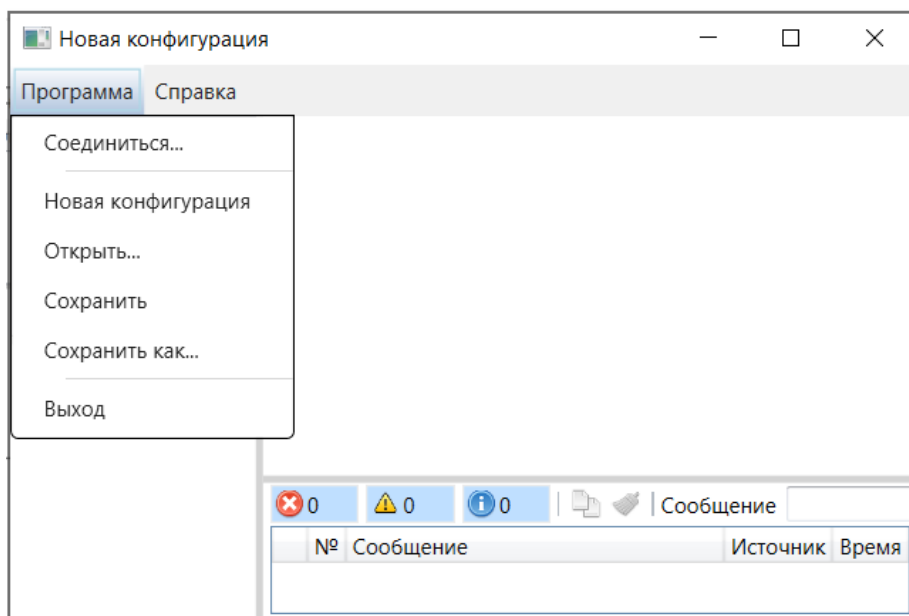 Новая конфигурация
Программа Справка
Соединиться...
Новая конфигурация
Открыть...
Сохранить
Сохранить как...
Выход
0 0 0 Сообщение
№ Сообщение Источник Время